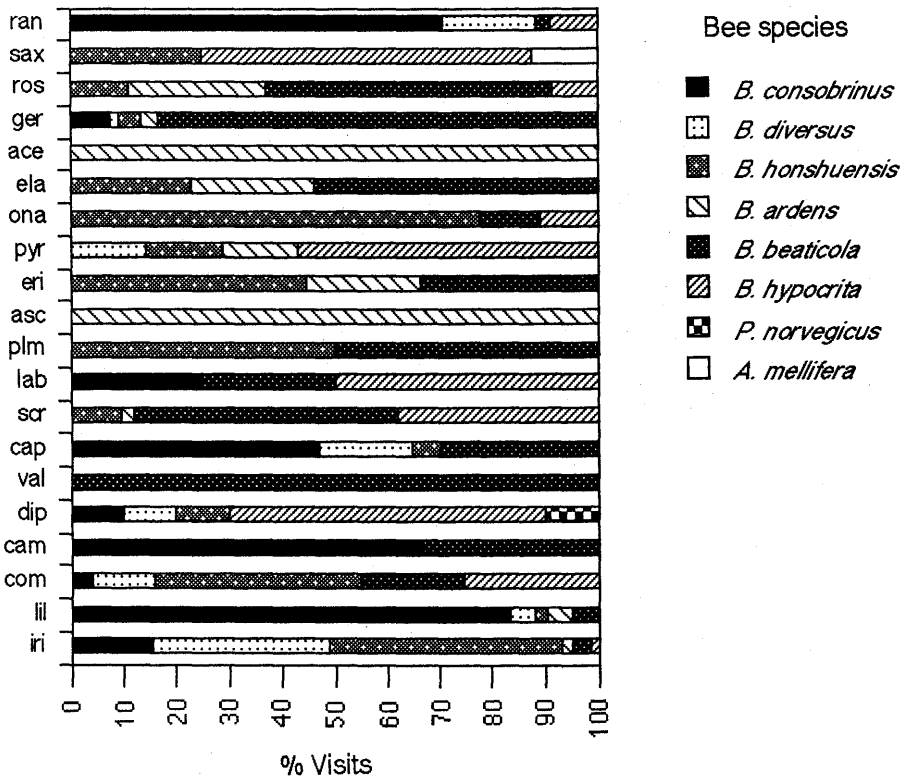 ran
sax
ros
ger
ace
ela
ona
pyr
eri
asc
plm
lab
scr
cap
val
dip
cam
com
lil
iri
0 10 20 30 40 50 60 70 80 90 100
% Visits
Bee species
B. consobrinus
B. diversus
B. honshuensis
B. ardens
B. beaticola
B. hypocrita
P. norvegicus
A. mellifera